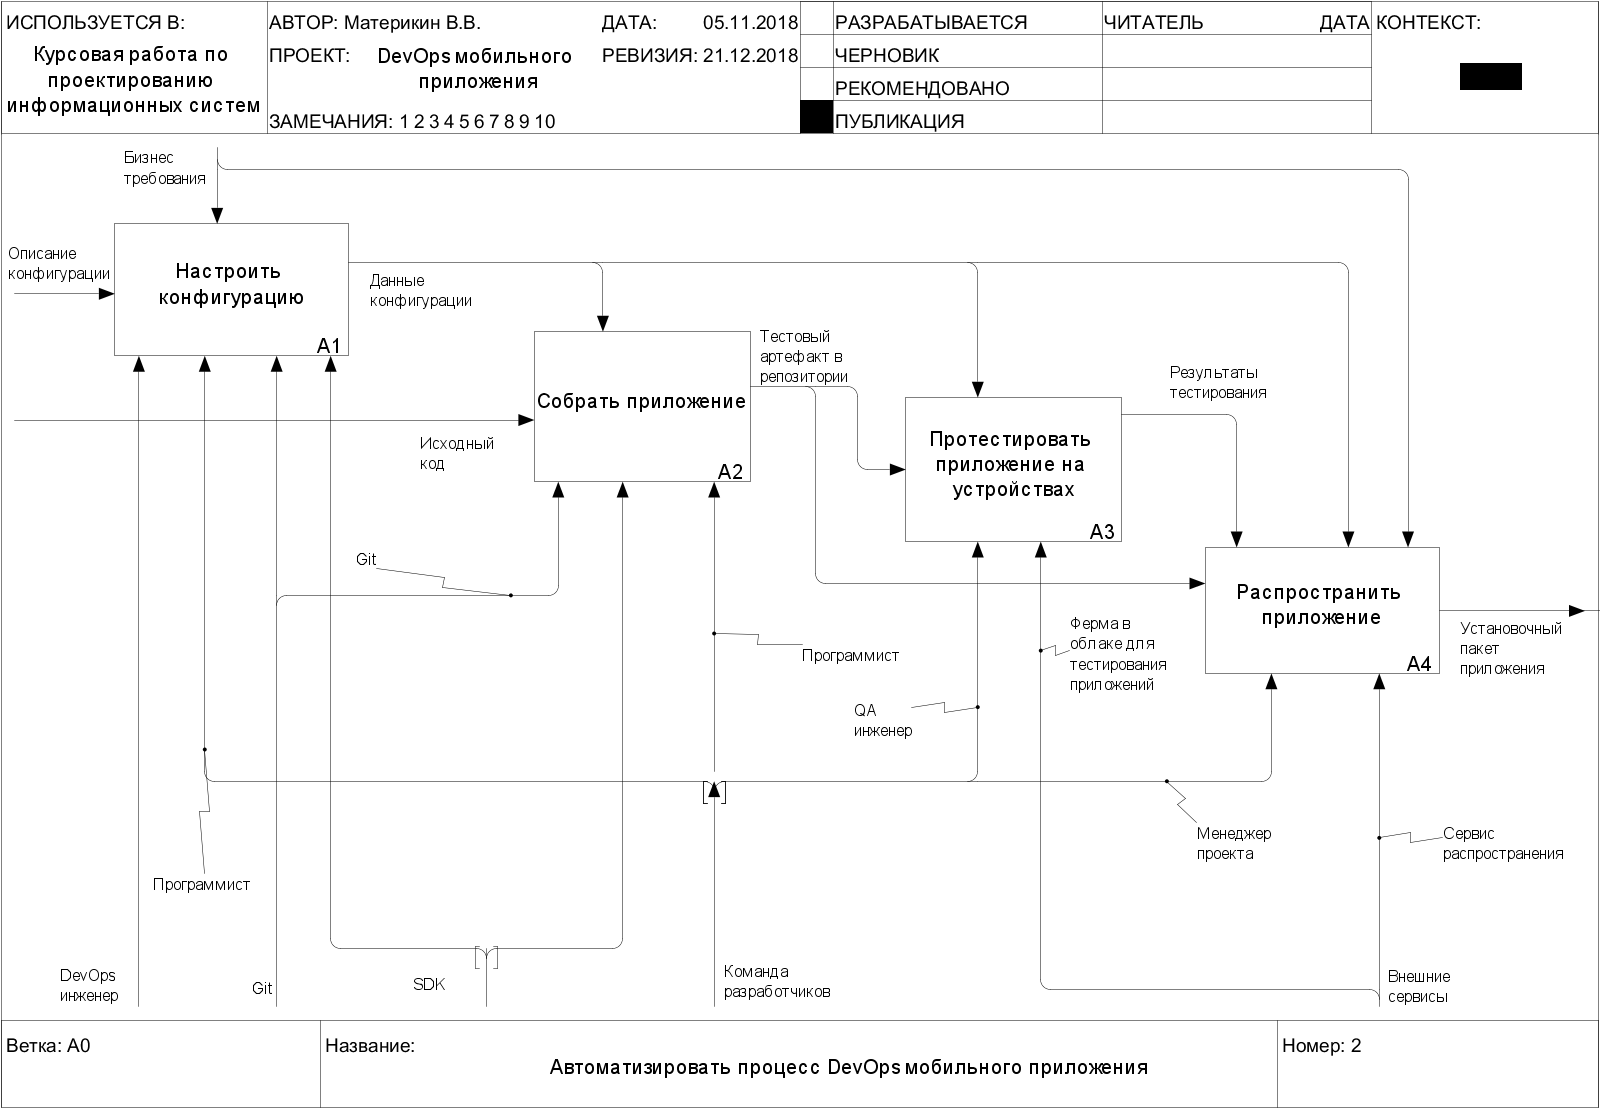 ИСПОЛЬЗУЕТСЯ В:
Курсовая работа по
проектированию
информационных систем
АВТОР: Материкин В.В.
ДАТА: 05.11.2018
ПРОЕКТ: DevOps мобильного
приложения
РЕВИЗИЯ: 21.12.2018
ЗАМЕЧАНИЯ: 1 2 3 4 5 6 7 8 9 10
РАЗРАБАТЫВАЕТСЯ
ЧЕРНОВИК
РЕКОМЕНДОВАНО
ПУБЛИКАЦИЯ
ЧИТАТЕЛЬ
ДАТА
КОНТЕКСТ:
Бизнес
требования
Описание
конфигурации
Настроить
конфигурацию
A1
Данные
конфигурации
Исходный
код
Собрать приложение
A2
Тестовый
артефакт в
репозитории
Протестировать
приложение на
устройствах
A3
Результаты
тестирования
Распространить
приложение
A4
Установочный
пакет
приложения
Git
Программист
Ферма в
облаке для
тестирования
приложений
QA
инженер
Менеджер
проекта
Сервис
распространения
Программист
DevOps
инженер
Git
SDK
Команда
разработчиков
Внешние
сервисы
Ветка: A0
Название:
Автоматизировать процесс DevOps мобильного приложения
Номер: 2